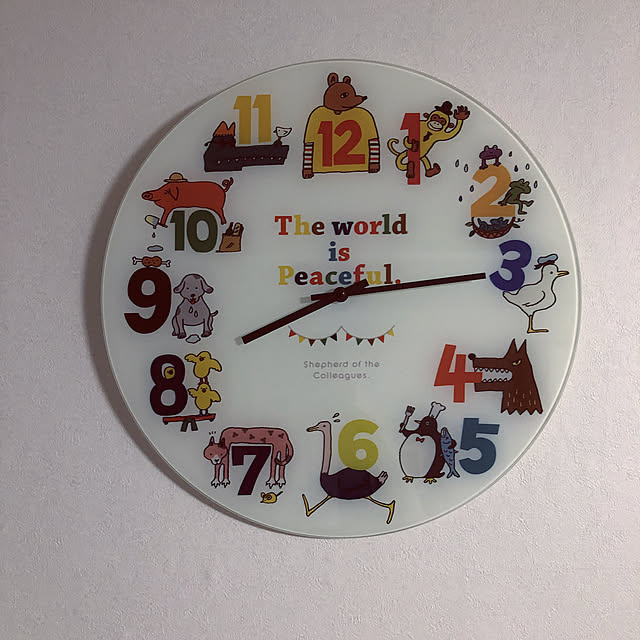 11
12
1
2
10
The world
is
Peaceful.
3
9
Shepherd of the
Colleagues.
4
8
5
6
7